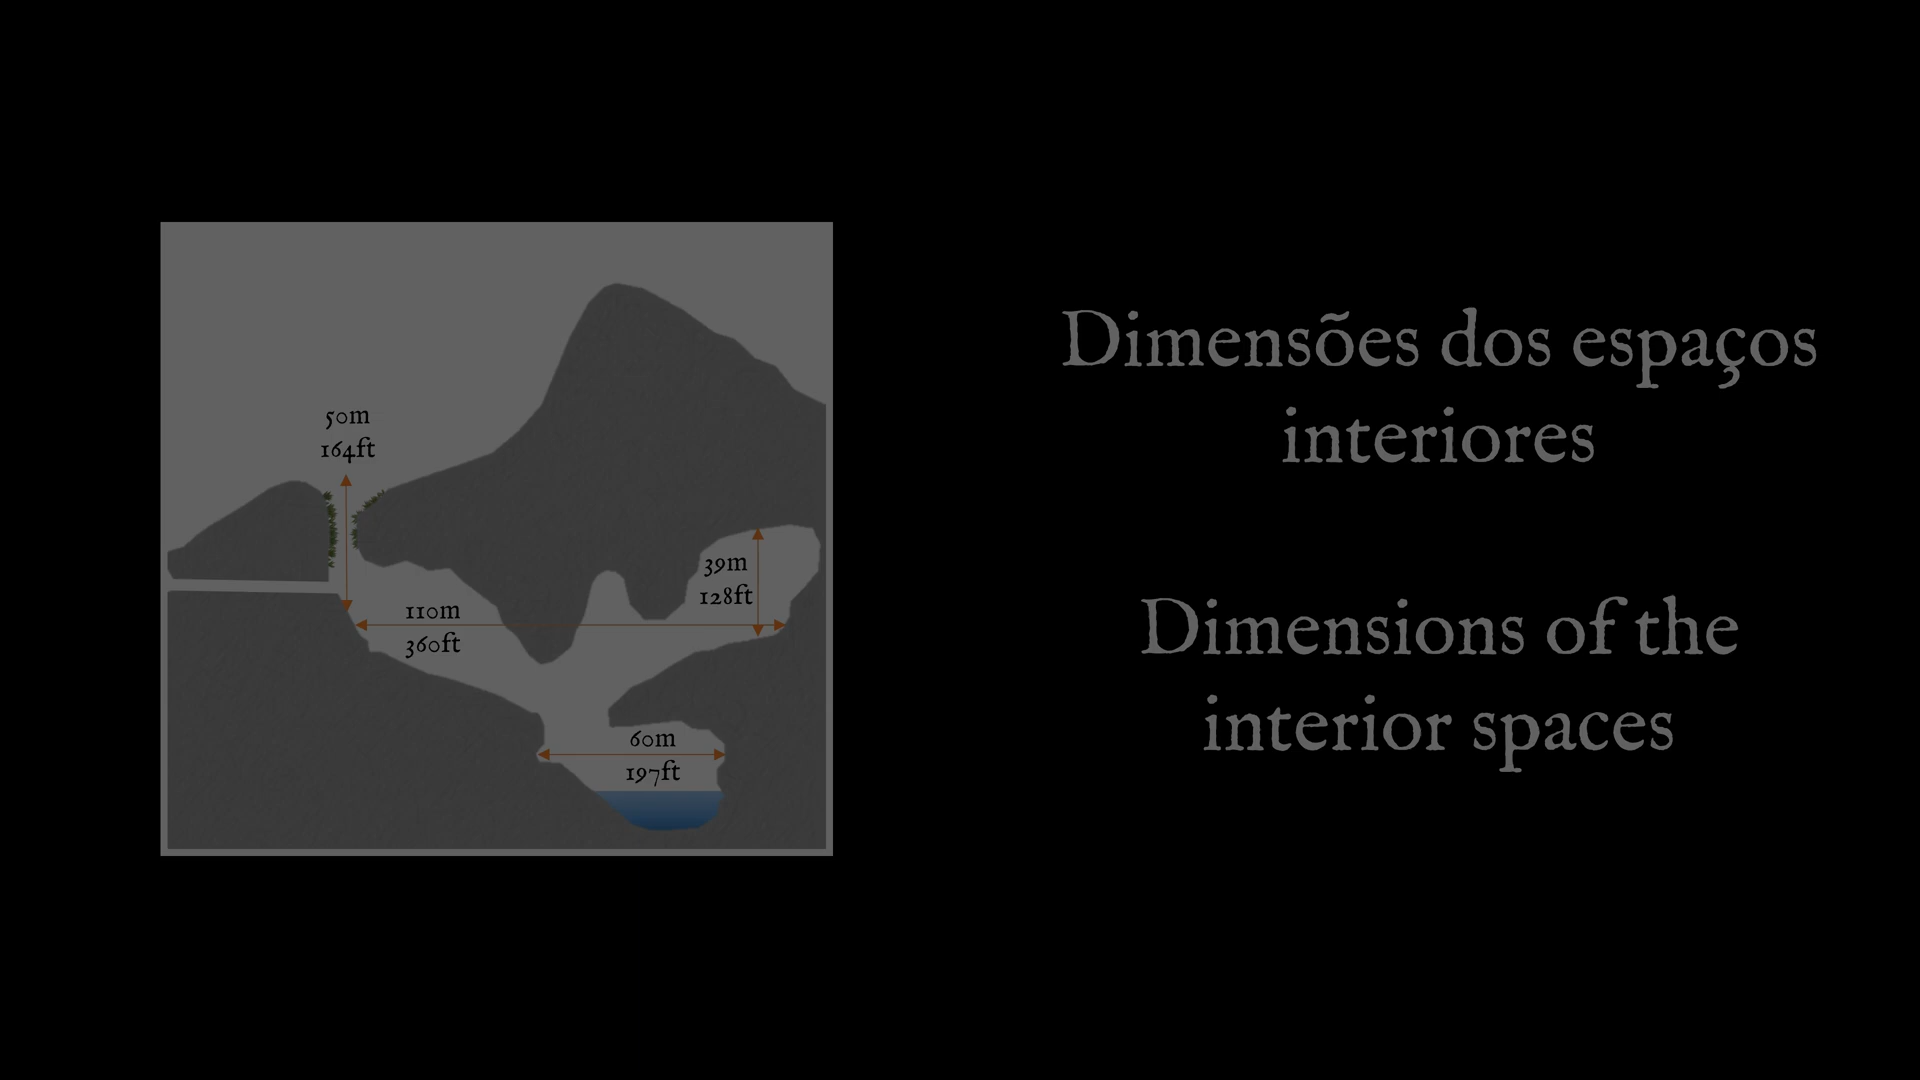 50m
164ft
39m
128ft
110m
360ft
60m
197ft
Dimensões dos espaços
interiores
Dimensions of the
interior spaces